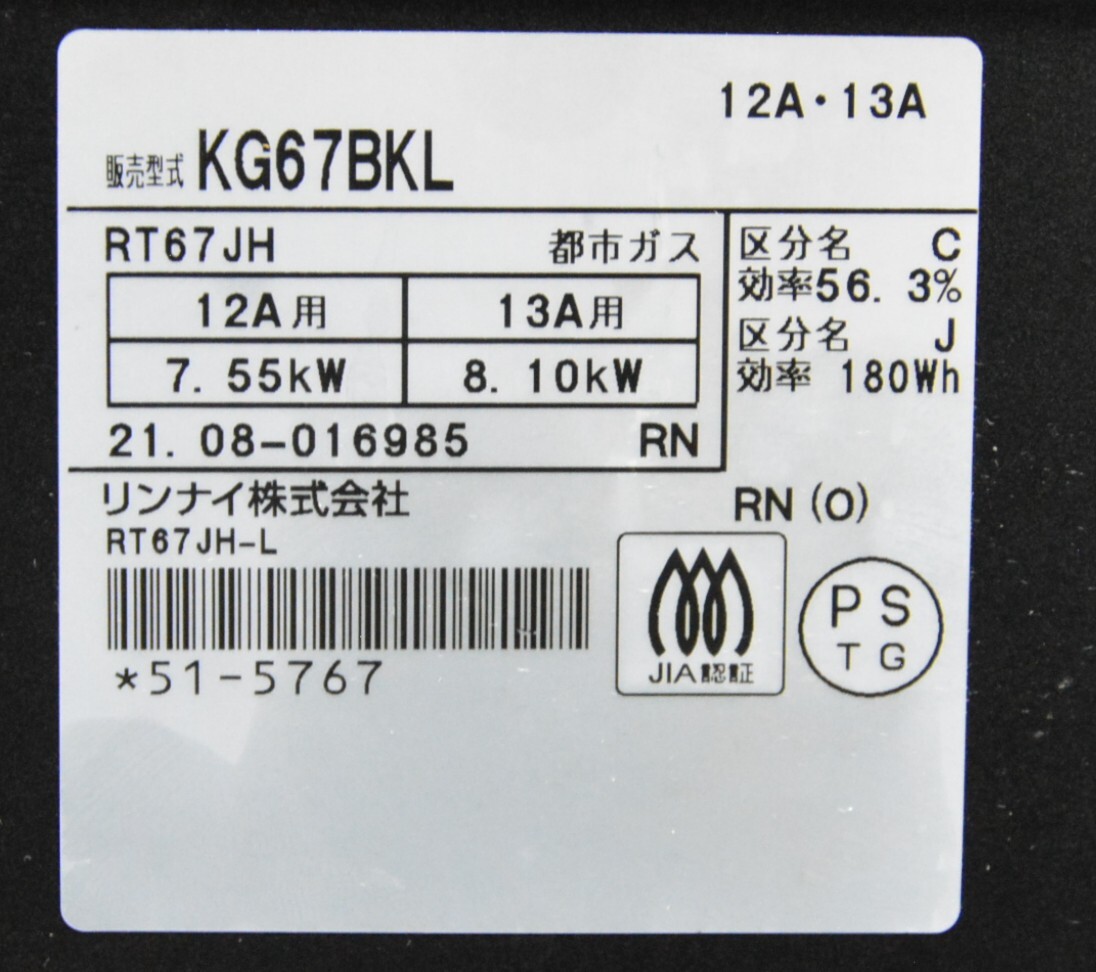 12A・13A
販売型式 KG67BKL
RT67JH 都市ガス
12A用 13A用
7.55kW 8.10kW
21.08-016985 RN
区分名 C
効率56.3%
区分名 J
効率 180Wh
リンナイ株式会社
RT67JH-L
RN(O)
*51-5767
JIA認証
PS
TG